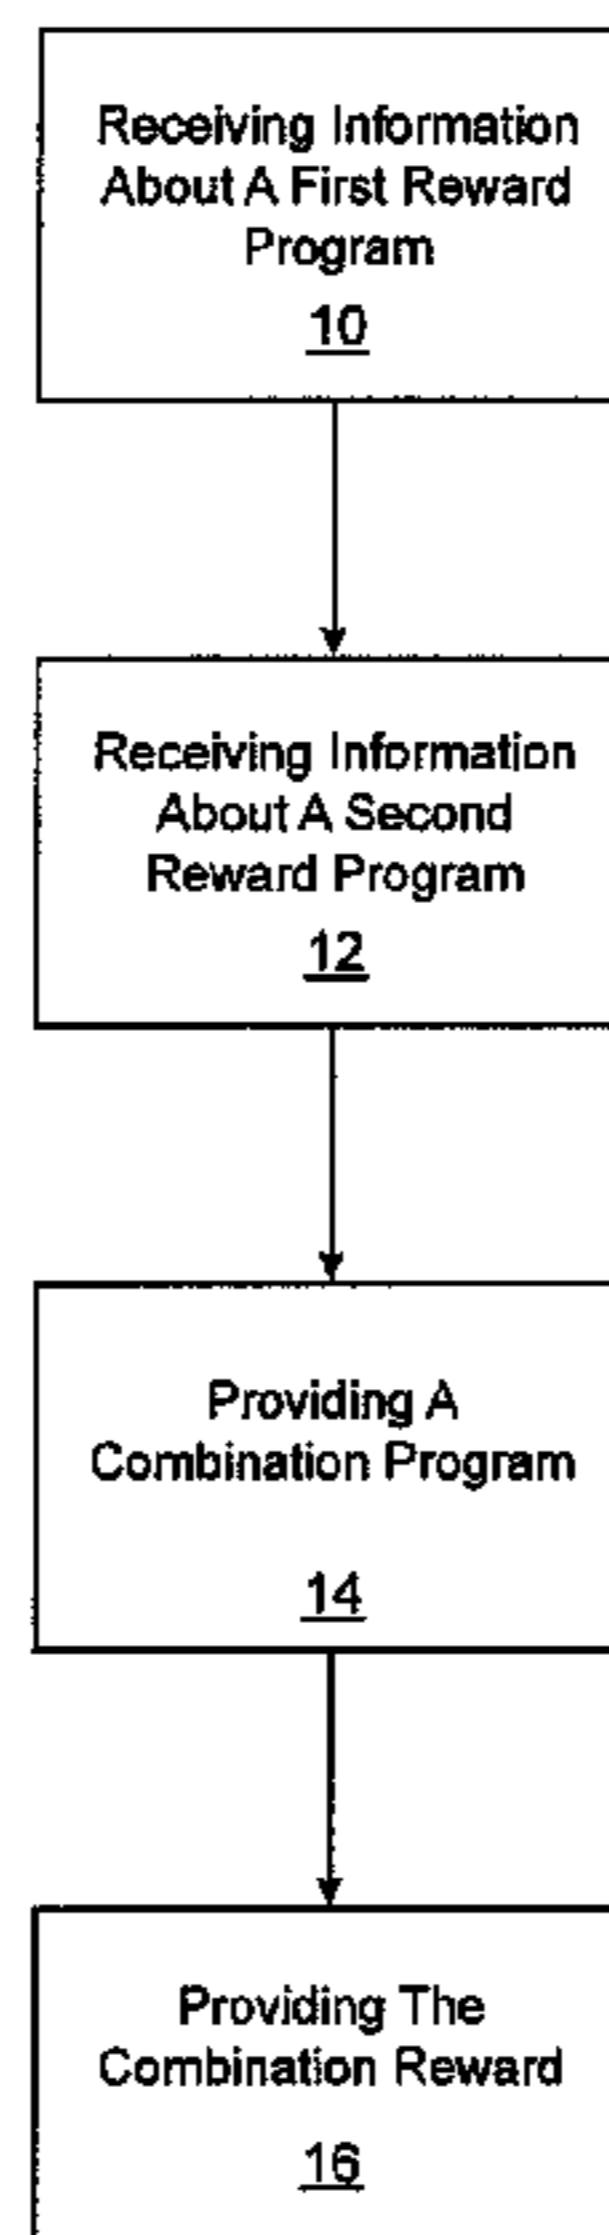 Receiving Information
About A First Reward
Program
10
Receiving Information
About A Second
Reward Program
12
Providing A
Combination Program
14
Providing The
Combination Reward
16